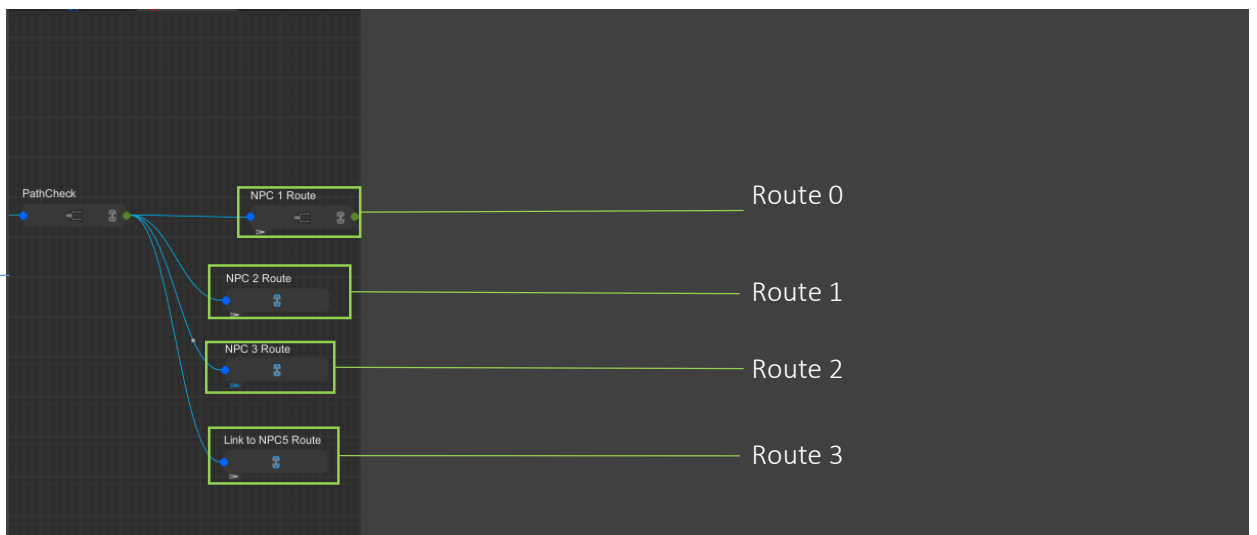 PathCheck
NPC 1 Route
Route 0
NPC 2 Route
Route 1
NPC 3 Route
Route 2
Link to NPC5 Route
Route 3